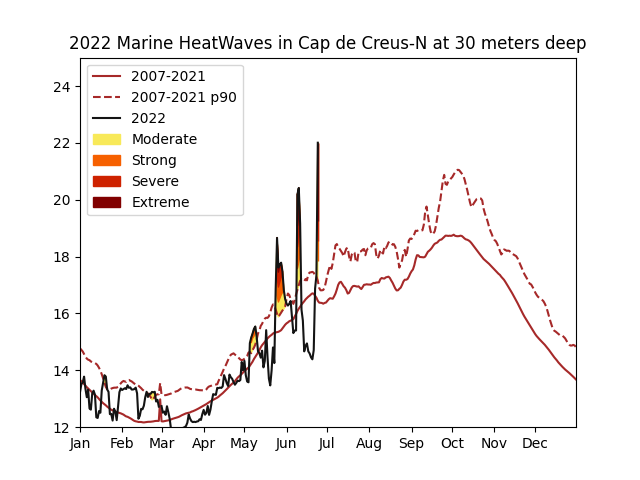 2022 Marine HeatWaves in Cap de Creus-N at 30 meters deep
2007-2021
2007-2021 p90
2022
Moderate
Strong
Severe
Extreme
24
22
20
18
16
14
12
Jan Feb Mar Apr May Jun Jul Aug Sep Oct Nov Dec